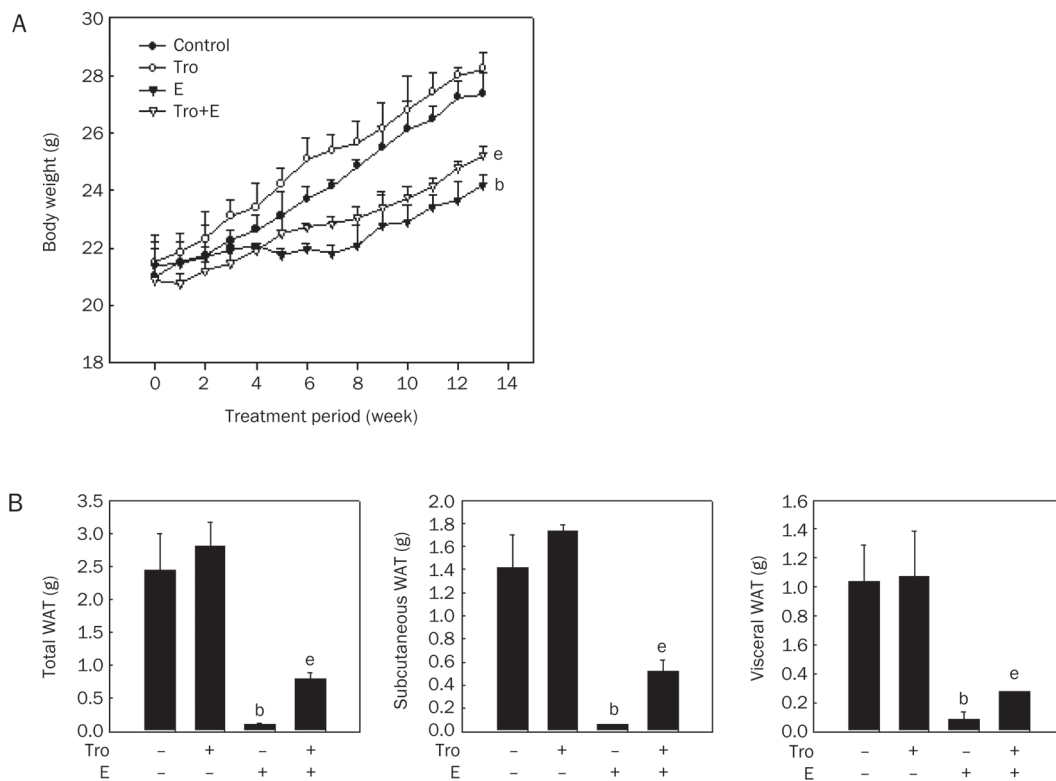 A
30
28
26
24
22
20
18
Body weight (g)
Control
Tro
E
Tro+E
e
b
0 2 4 6 8 10 12 14
Treatment period (week)
B
Total WAT (g)
3.5
3.0
2.5
2.0
2.5
1.0
0.5
0.0
b
e
Tro – + – +
E – – + +
Subcutaneous WAT (g)
2.0
1.8
1.6
1.4
1.2
1.0
0.8
0.6
0.4
0.2
0.0
b
e
– + – +
– – + +
Visceral WAT (g)
1.6
1.4
1.2
1.0
1.6
0.4
0.2
0.0
b
e
Tro – + – +
E – – + +